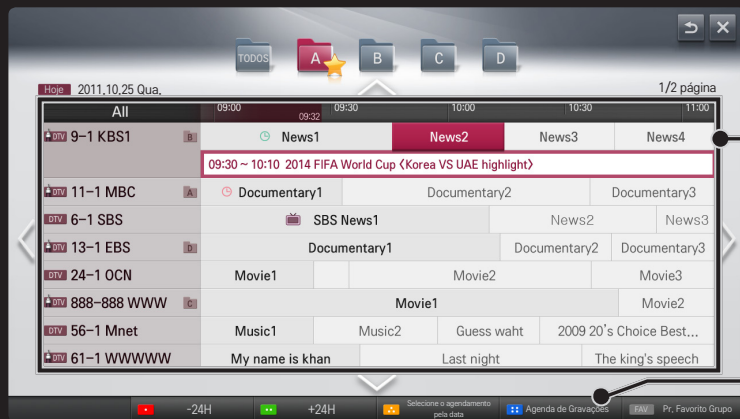 TODOS A B C D
Hoje 2011.10.25 Qua. 1/2 página
All 09:00 09:32 09:30 10:00 10:30 11:00
DTV 9-1 KBS1 B News1 News2 News3 News4
09:30 ~ 10:10 2014 FIFA World Cup 〈Korea VS UAE highlight〉
DTV 11-1 MBC A Documentary1 Documentary2 Documentary3
DTV 6-1 SBS SBS News1 News2 News3
DTV 13-1 EBS D Documentary1 Documentary2 Documentary3
DTV 24-1 OCN Movie1 Movie2 Movie3
DTV 888-888 WWW C Movie1 Movie2
DTV 56-1 Mnet Music1 Music2 Guess waht 2009 20's Choice Best...
DTV 61-1 WWWWW My name is khan Last night The king's speech
-24H +24H Selecione o agendamento pela data Agenda de Gravações FAV Pr. Favorito Grupo